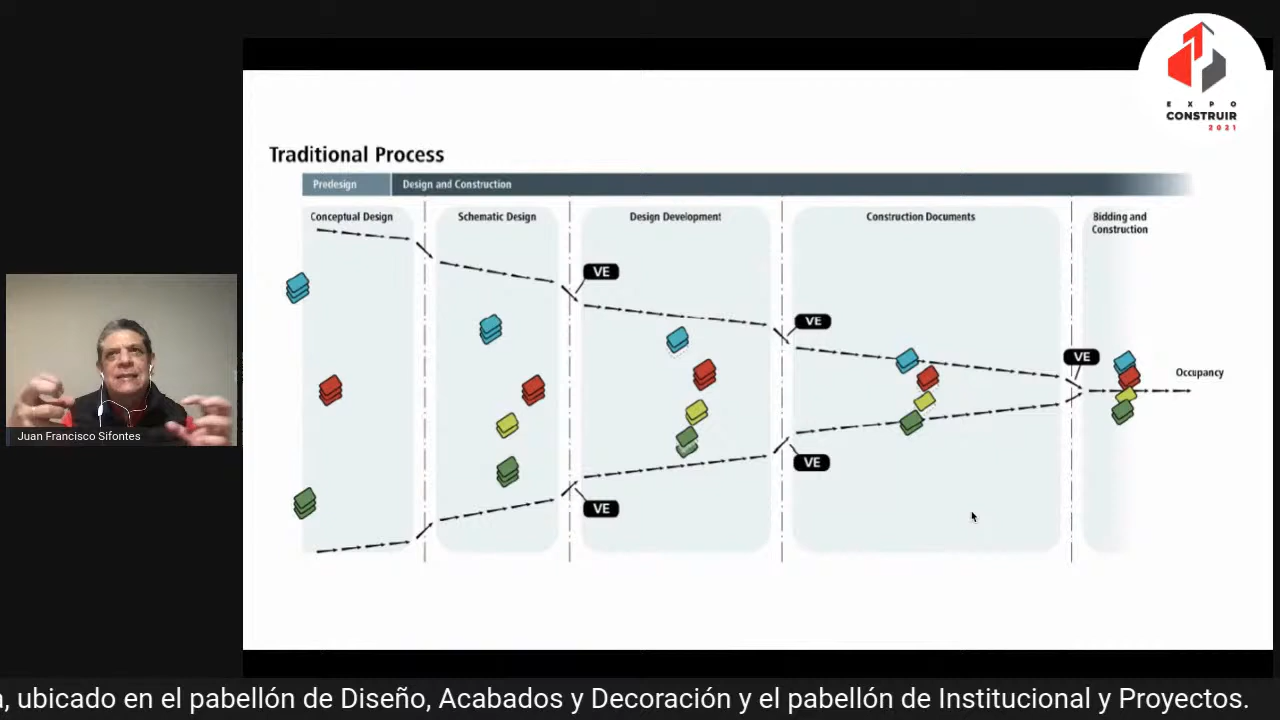 EXPO
CONSTRUIR
2021
Traditional Process
Predesign
Design and Construction
Conceptual Design
Schematic Design
Design Development
Construction Documents
Bidding and
Construction
VE
VE
VE
Occupancy
VE
VE
Juan Francisco Sifontes
, ubicado en el pabellón de Diseño, Acabados y Decoración y el pabellón de Institucional y Proyectos.